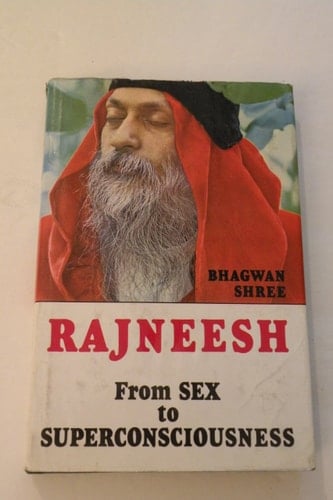 BHAGWAN
SHREE
RAJNEESH
From SEX
to
SUPERCONSCIOUSNESS